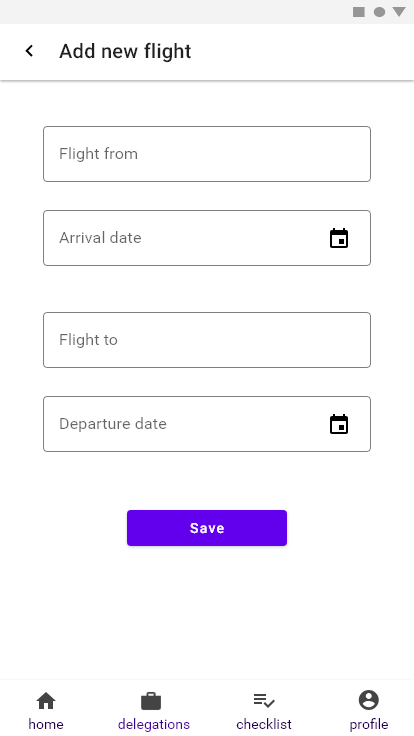 Add new flight
Flight from
Arrival date
Flight to
Departure date
Save
home delegations checklist profile